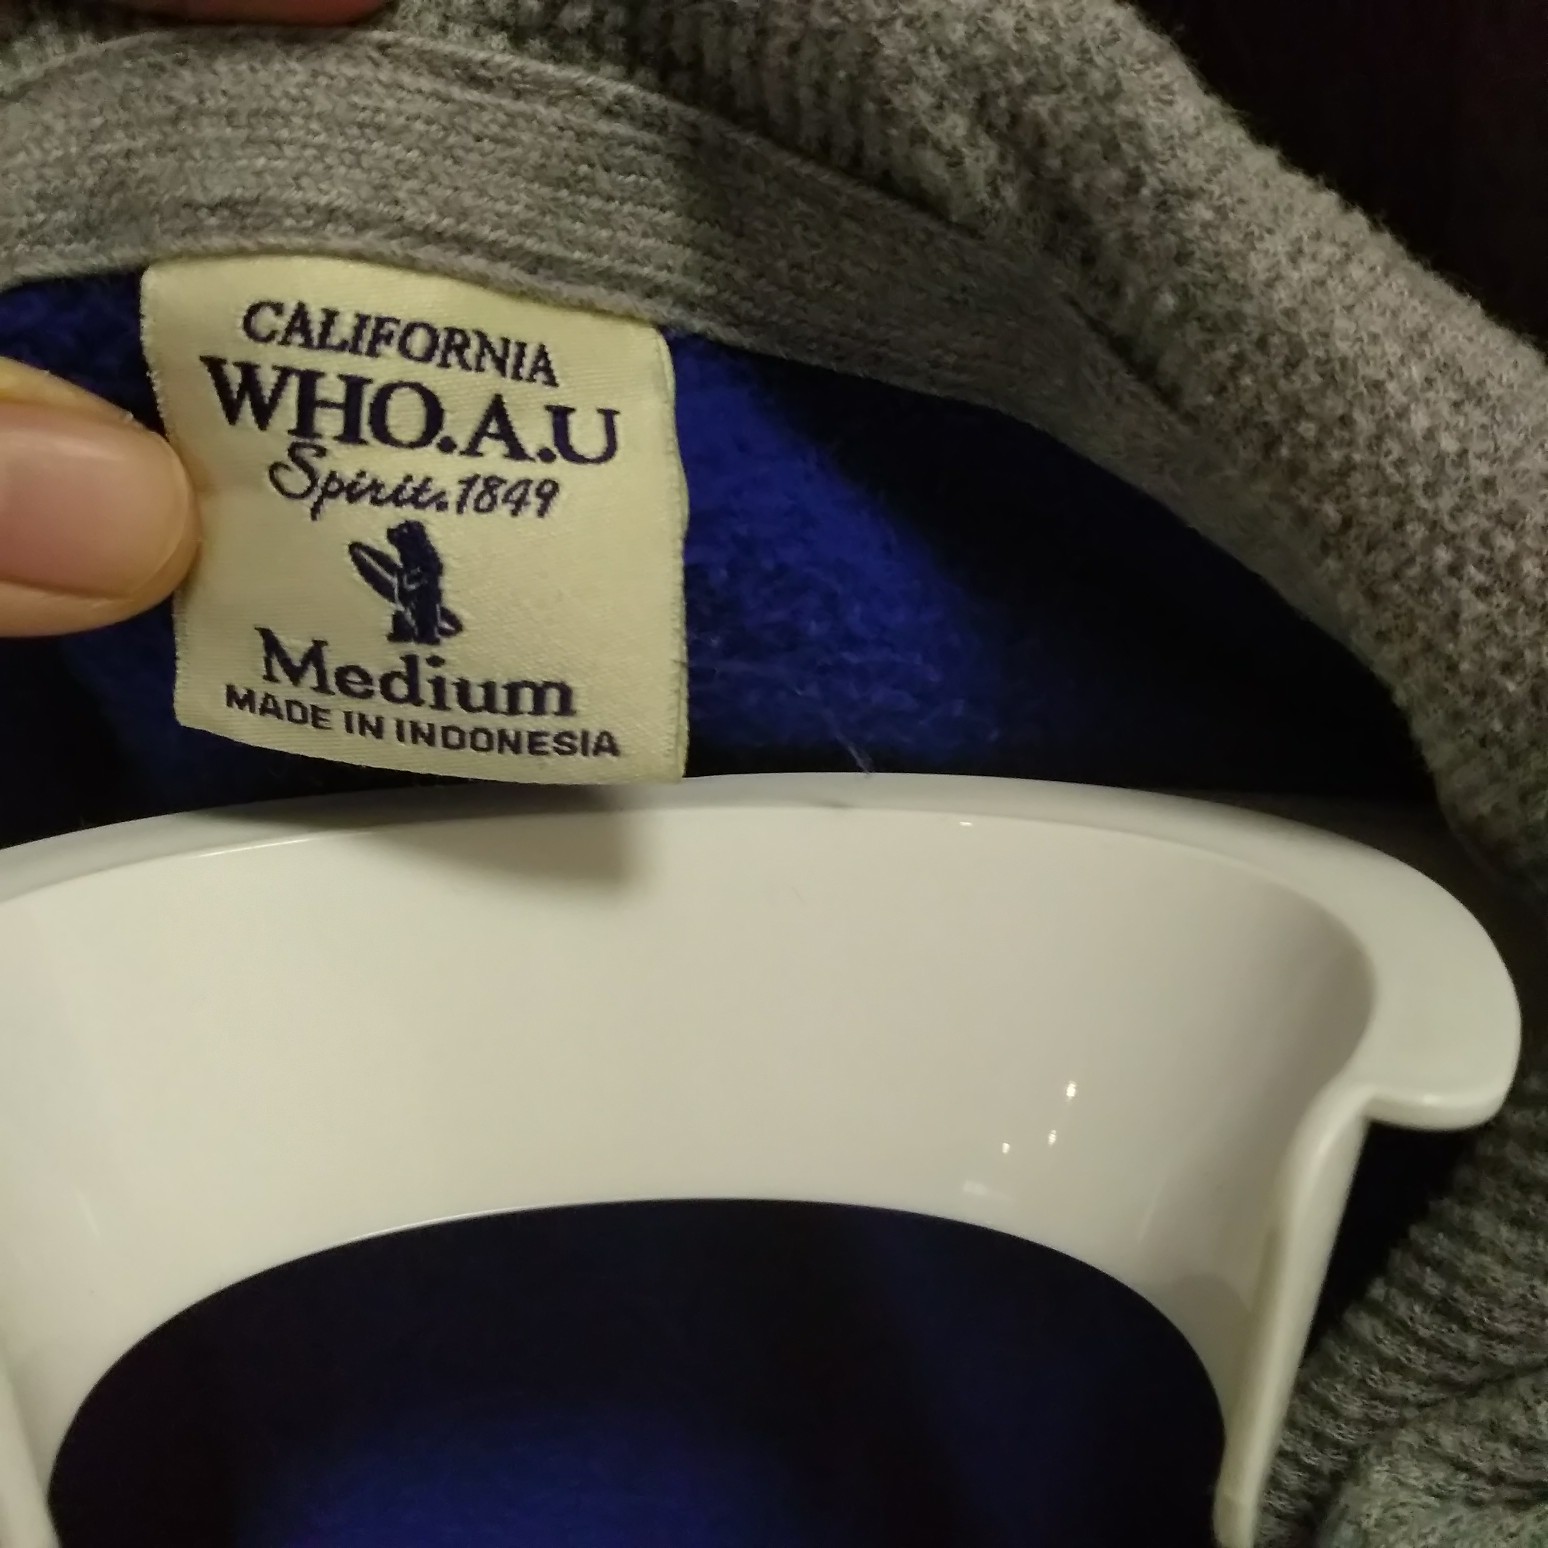 CALIFORNIA
WHO.A.U
Spirit.1849
Medium
MADE IN INDONESIA